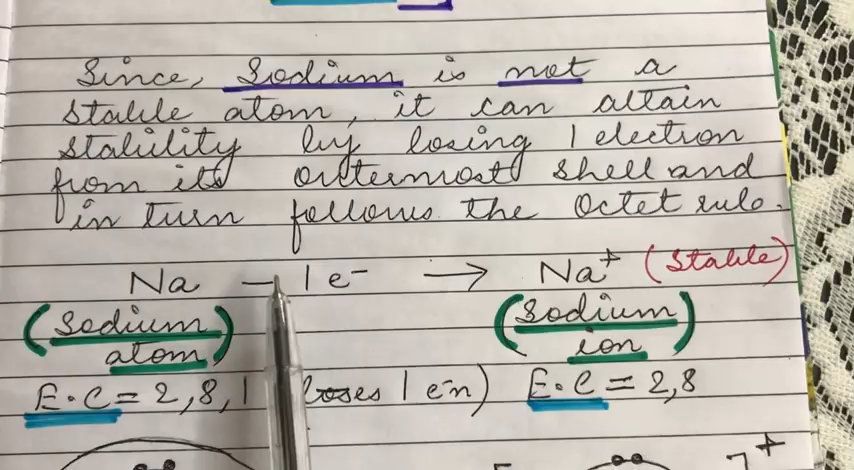 Since, Sodium is not a
stable atom, it can attain
stability by losing 1 electron
from its outermost shell and
in turn follows the Octet rule.
Na – 1 e⁻ → Na⁺ (Stable)
(Sodium atom) (Sodium ion)
E.C = 2,8,1 loses 1 e⁻n) E.C = 2,8
7 +